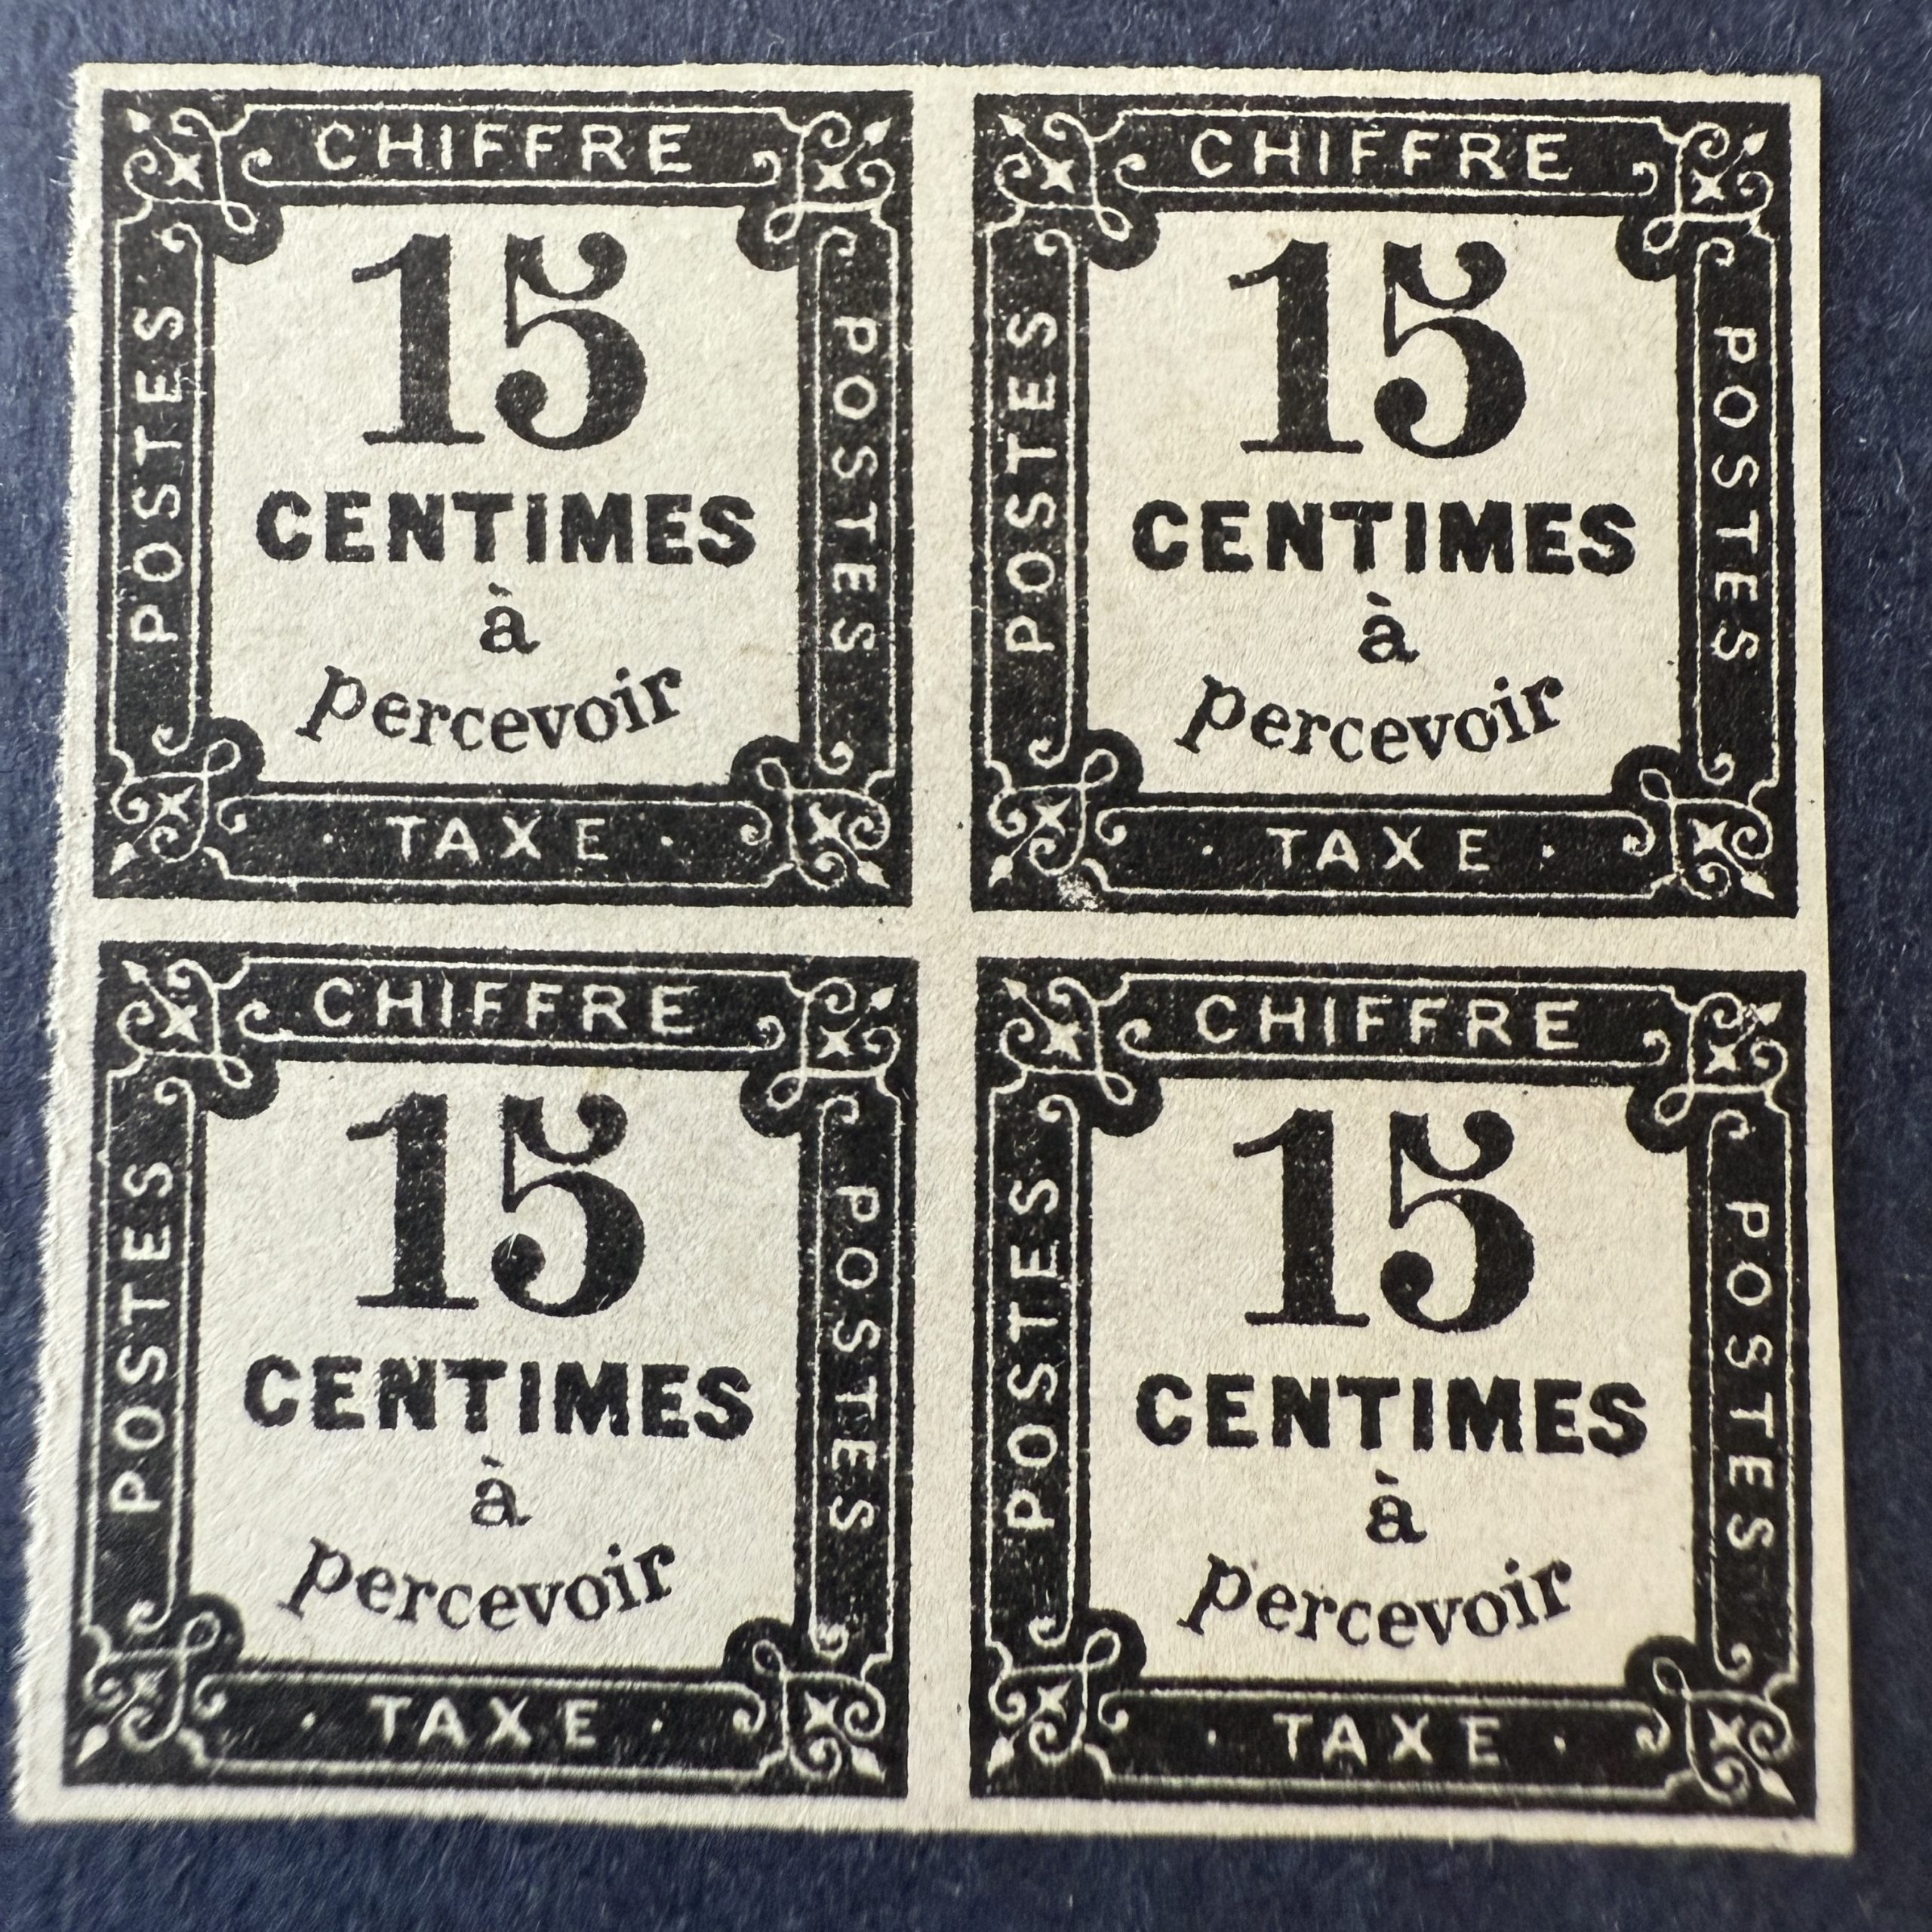 CHIFFRE
POSTES
15
CENTIMES
à
percevoir
POSTES
· TAXE ·
CHIFFRE
POSTES
15
CENTIMES
à
percevoir
POSTES
· TAXE ·
CHIFFRE
POSTES
15
CENTIMES
à
percevoir
POSTES
· TAXE ·
CHIFFRE
POSTES
15
CENTIMES
à
percevoir
POSTES
· TAXE ·